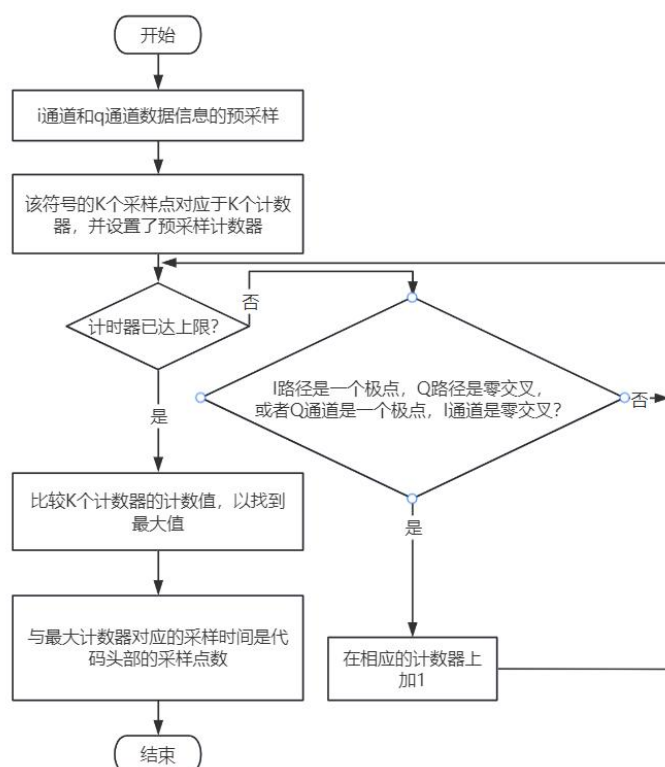 开始
i通道和q通道数据信息的预采样
该符号的K个采样点对应于K个计数
器，并设置了预采样计数器
计时器已达上限？
否
是
I路径是一个极点，Q路径是零交叉，
或者Q通道是一个极点，I通道是零交叉？
否
是
比较K个计数器的计数值，以找到
最大值
与最大计数器对应的采样时间是代
码头部的采样点数
在相应的计数器上
加1
结束